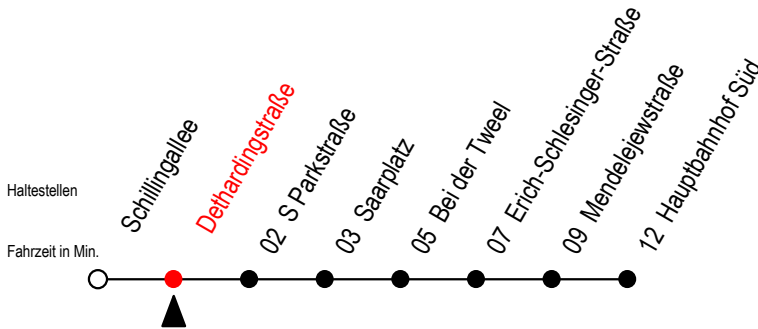 Haltestellen
Fahrzeit in Min.
Schillingallee
Dethardingstraße
02 S Parkstraße
03 Saarplatz
05 Bei der Tweel
07 Erich-Schlesinger-Straße
09 Mendelejewstraße
12 Hauptbahnhof Süd